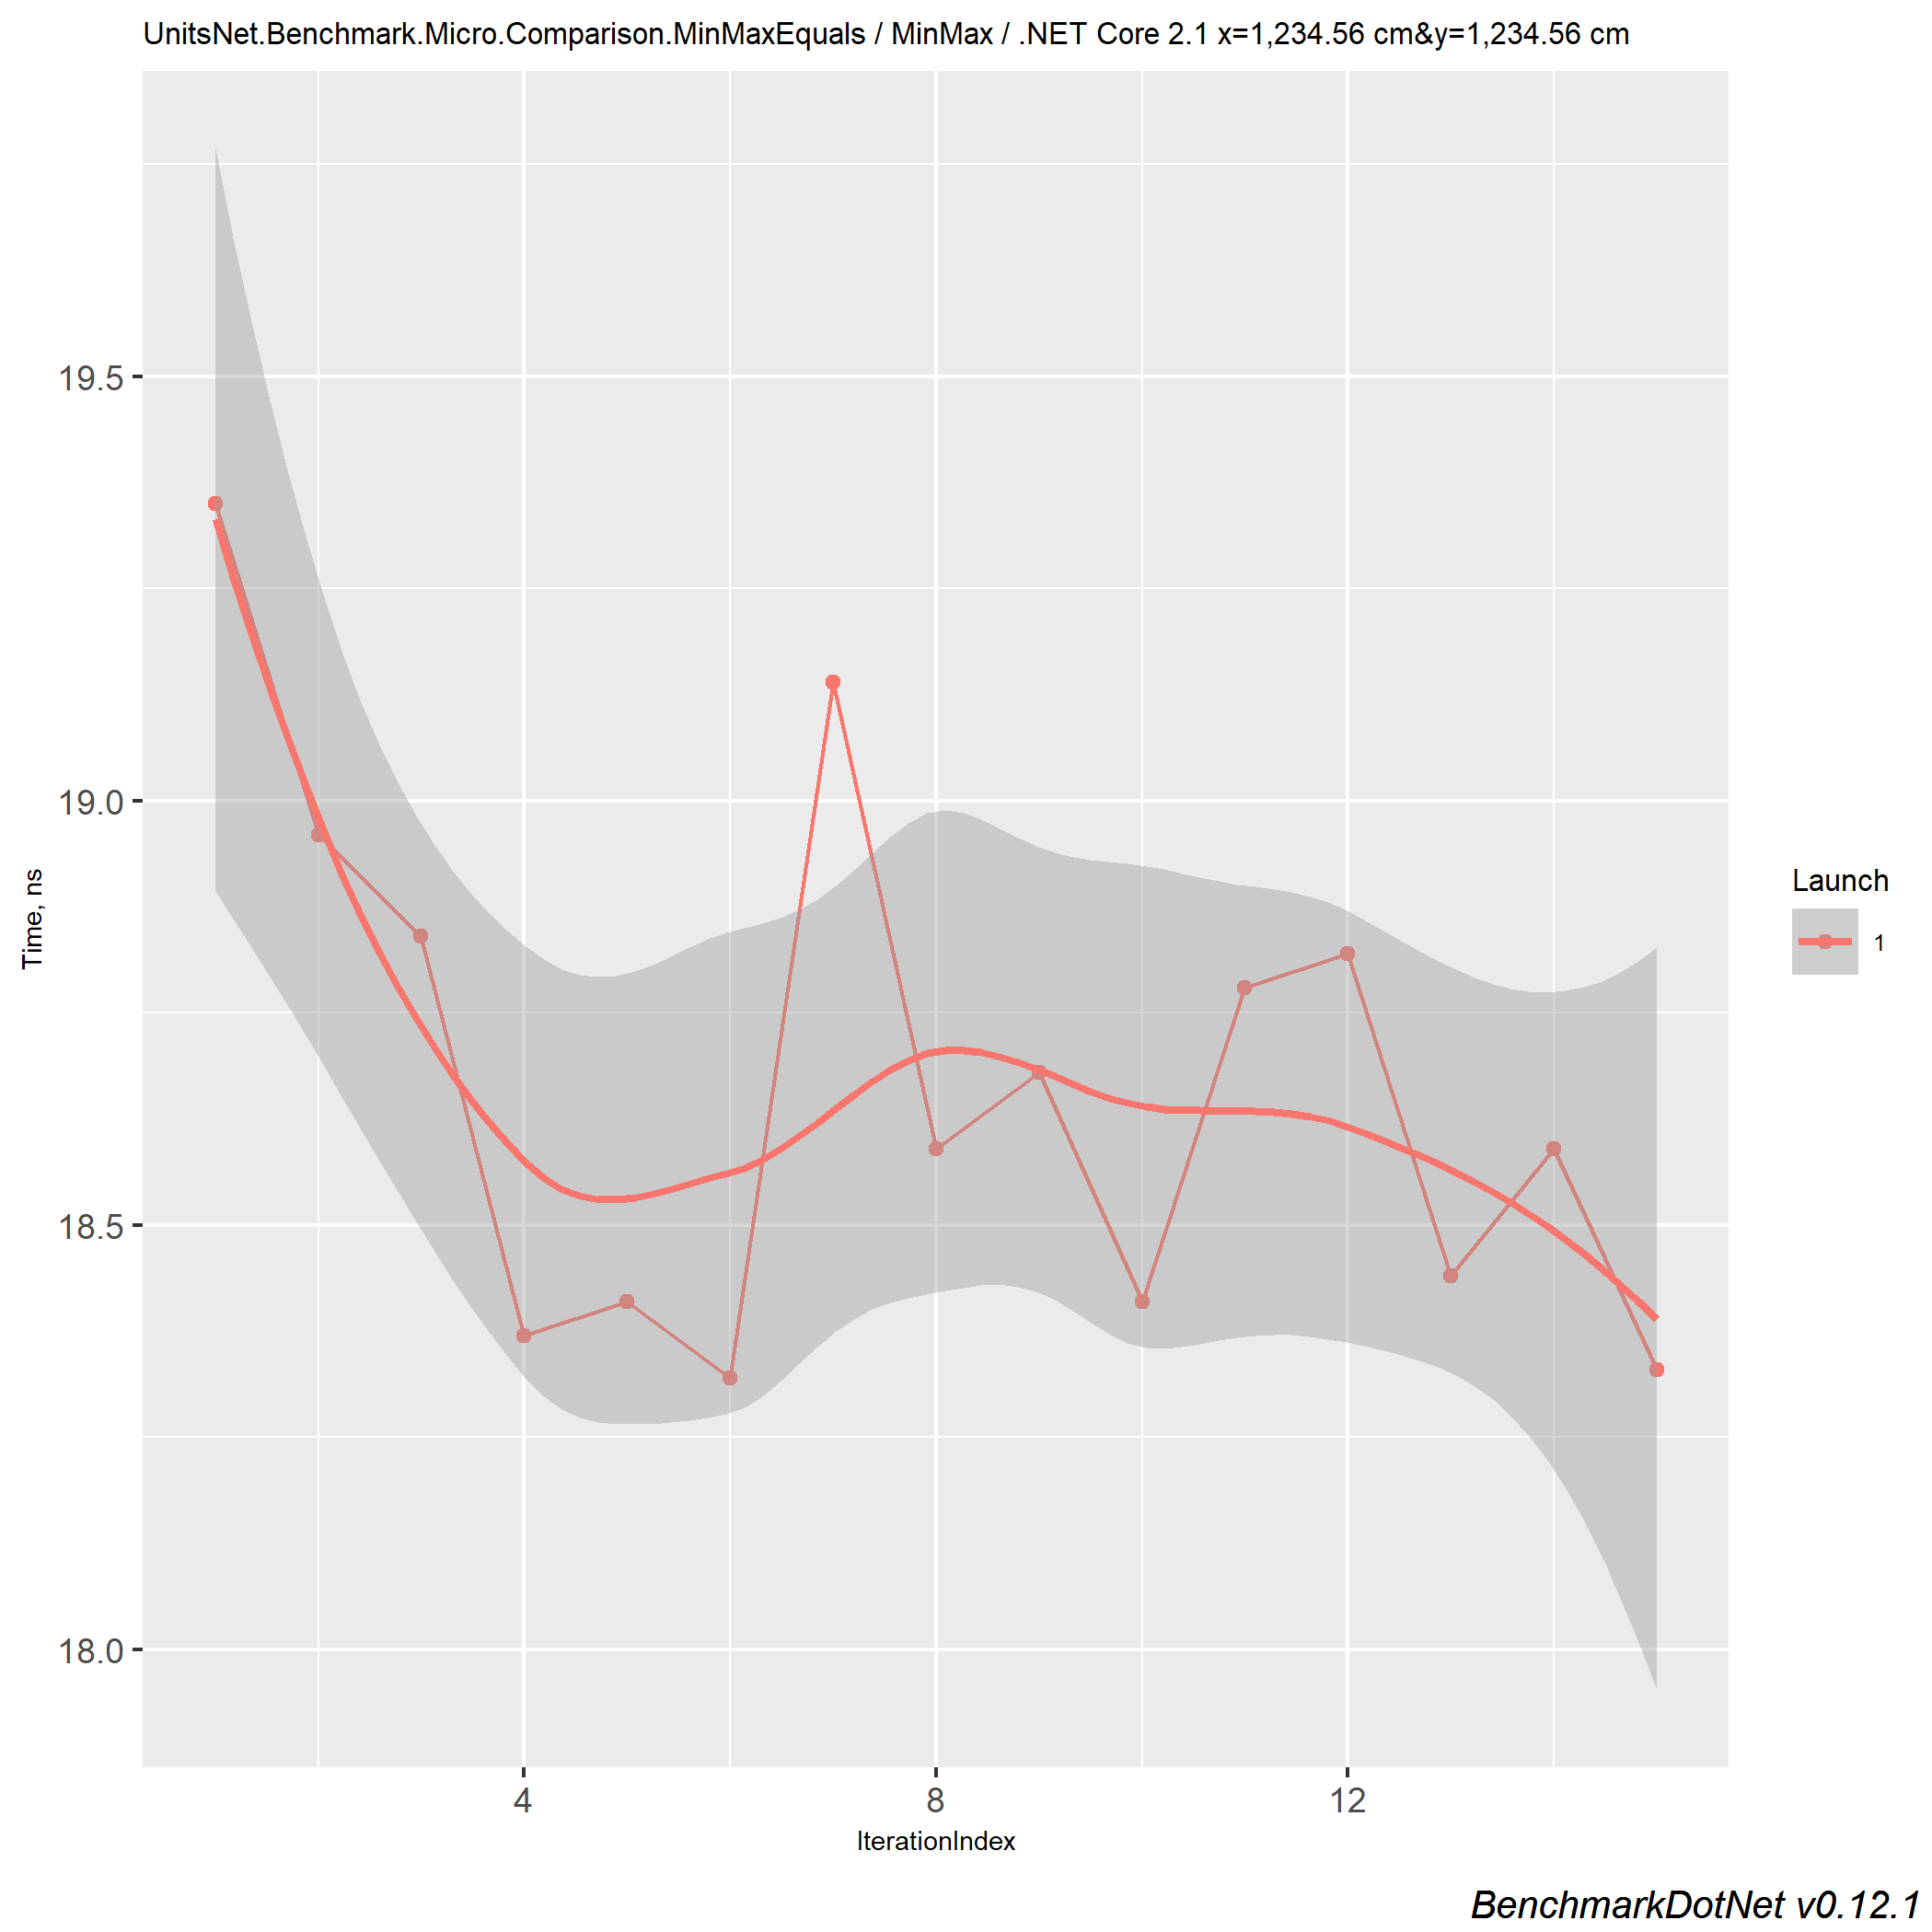 UnitsNet.Benchmark.Micro.Comparison.MinMaxEquals / MinMax / .NET Core 2.1 x=1,234.56 cm&y=1,234.56 cm
19.5
19.0
18.5
18.0
Time, ns
4
8
12
IterationIndex
Launch
1
BenchmarkDotNet v0.12.1